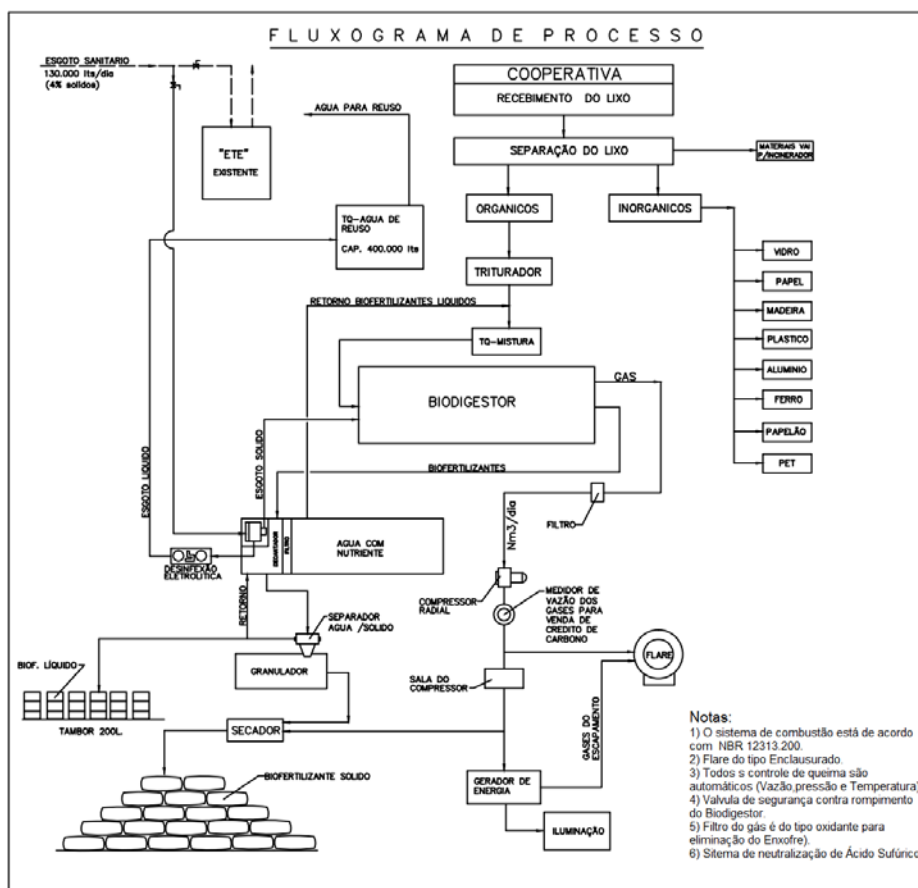 FLUXOGRAMA DE PROCESSO
ESGOTO SANITARIO
130.000 lts/dia
(4% solidos)
"ETE"
EXISTENTE
AGUA PARA REUSO
TQ-AGUA DE
REUSO
CAP. 400.000 lts
COOPERATIVA
RECEBIMENTO DO LIXO
SEPARAÇÃO DO LIXO
MATERIAIS VAI
P/INCINERADOR
ORGANICOS
INORGANICOS
TRITURADOR
VIDRO
PAPEL
MADEIRA
PLASTICO
ALUMINIO
FERRO
PAPELÃO
PET
RETORNO BIOFERTILIZANTES LIQUIDOS
TQ-MISTURA
BIODIGESTOR
GAS
BIOFERTILIZANTES
ESGOTO SOLIDO
ESGOTO LÍQUIDO
FILTRO
Nm3/dia
DECANTADOR
FILTRO
AGUA COM
NUTRIENTE
DESINFEXÃO
ELETROLITICA
RETORNO
COMPRESSOR
RADIAL
MEDIDOR DE
VAZÃO DOS
GASES PARA
VENDA DE
CREDITO DE
CARBONO
SEPARADOR
AGUA /SOLIDO
GRANULADOR
BIOF. LÍQUIDO
TAMBOR 200L.
SALA DO
COMPRESSOR
FLARE
GASES DO
ESCAPAMENTO
SECADOR
BIOFERTILIZANTE SOLIDO
GERADOR DE
ENERGIA
ILUMINAÇÃO
Notas:
1) O sistema de combustão está de acordo
com NBR 12313.200.
2) Flare do tipo Enclausurado.
3) Todos s controle de queima são
automáticos (Vazão,pressão e Temperatura)
4) Valvula de segurança contra rompimento
do Biodigestor.
5) Filtro do gás é do tipo oxidante para
eliminação do Enxofre).
6) Sitema de neutralização de Ácido Sufúrico